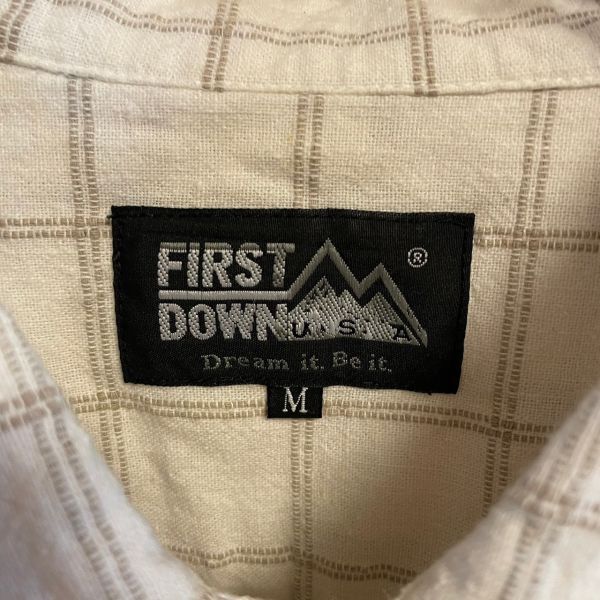 FIRST
DOWN U.S.A
®
Dream it. Be it.
M